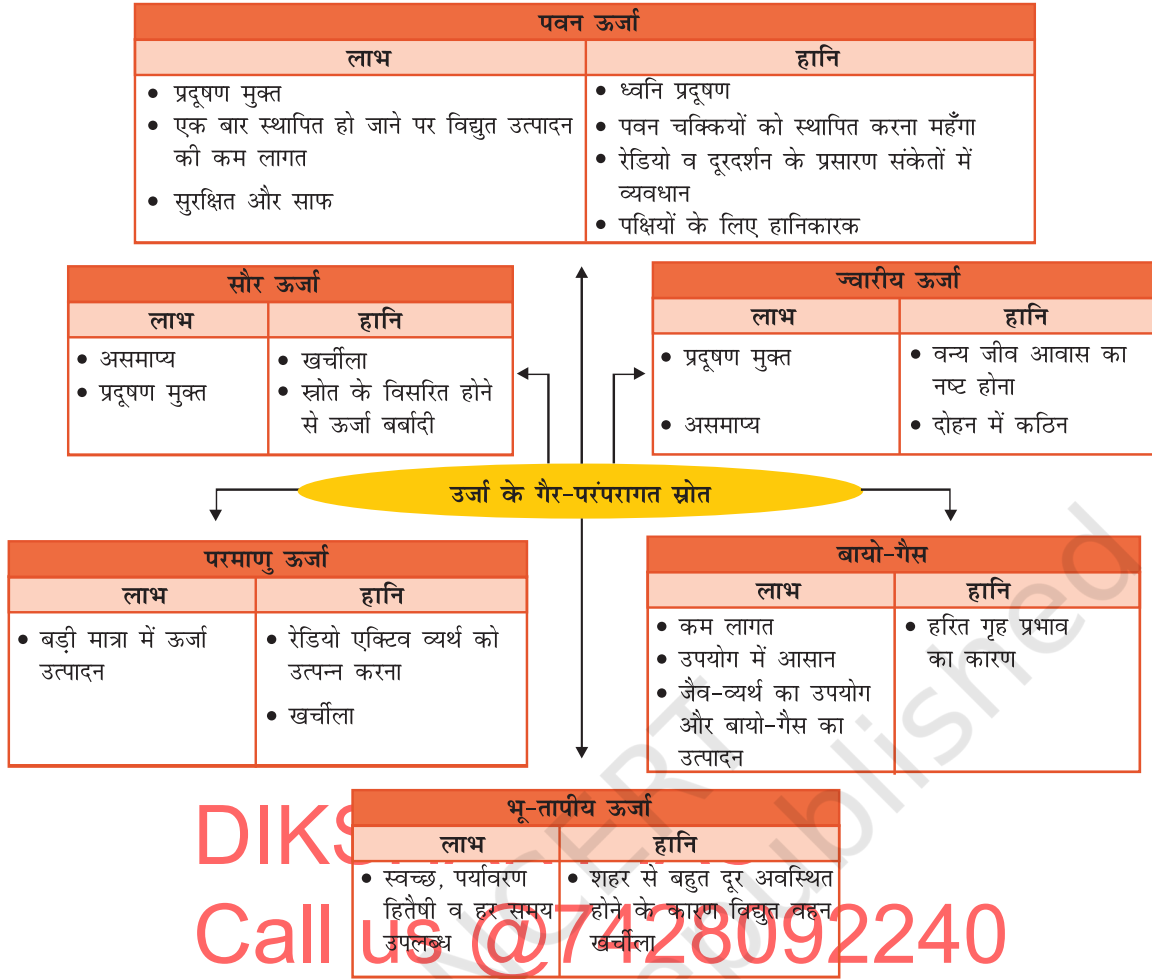 पवन ऊर्जा
लाभ
हानि
• प्रदूषण मुक्त
• एक बार स्थापित हो जाने पर विद्युत उत्पादन
की कम लागत
• सुरक्षित और साफ
• ध्वनि प्रदूषण
• पवन चक्कियों को स्थापित करना महँगा
• रेडियो व दूरदर्शन के प्रसारण संकेतों में
व्यवधान
• पक्षियों के लिए हानिकारक
सौर ऊर्जा
लाभ
हानि
• असमाप्य
• प्रदूषण मुक्त
• खर्चीला
• स्रोत के विसरित होने
से ऊर्जा बर्बादी
ज्वारीय ऊर्जा
लाभ
हानि
• प्रदूषण मुक्त
• असमाप्य
• वन्य जीव आवास का
नष्ट होना
• दोहन में कठिन
उर्जा के गैर-परंपरागत स्रोत
परमाणु ऊर्जा
लाभ
हानि
• बड़ी मात्रा में ऊर्जा
उत्पादन
• रेडियो एक्टिव व्यर्थ को
उत्पन्न करना
• खर्चीला
बायो-गैस
लाभ
हानि
• कम लागत
• उपयोग में आसान
• जैव-व्यर्थ का उपयोग
और बायो-गैस का
उत्पादन
• हरित गृह प्रभाव
का कारण
भू-तापीय ऊर्जा
लाभ
हानि
• स्वच्छ, पर्यावरण
हितैषी व हर समय
उपलब्ध
• शहर से बहुत दूर अवस्थित
होने के कारण विद्युत वहन
खर्चीला
Call us @7428092240
NCERT